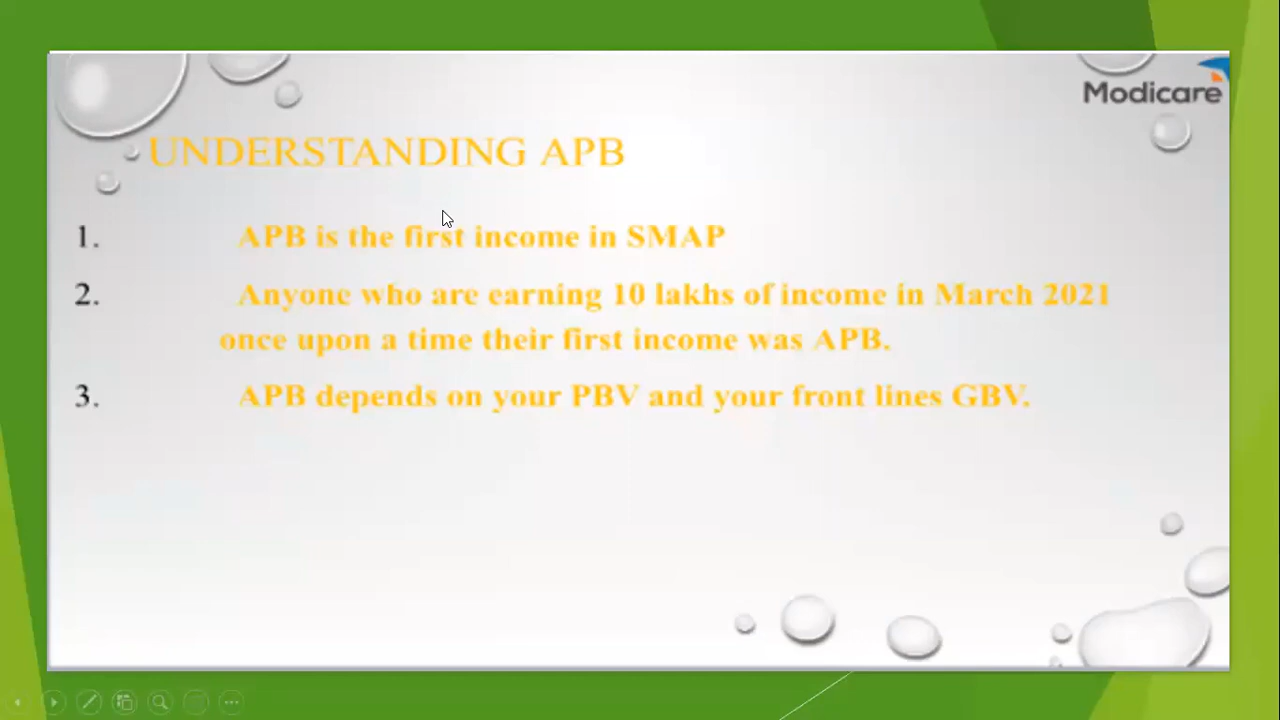 Modicare
UNDERSTANDING APB
1. APB is the first income in SMAP
2. Anyone who are earning 10 lakhs of income in March 2021
once upon a time their first income was APB.
3. APB depends on your PBV and your front lines GBV.